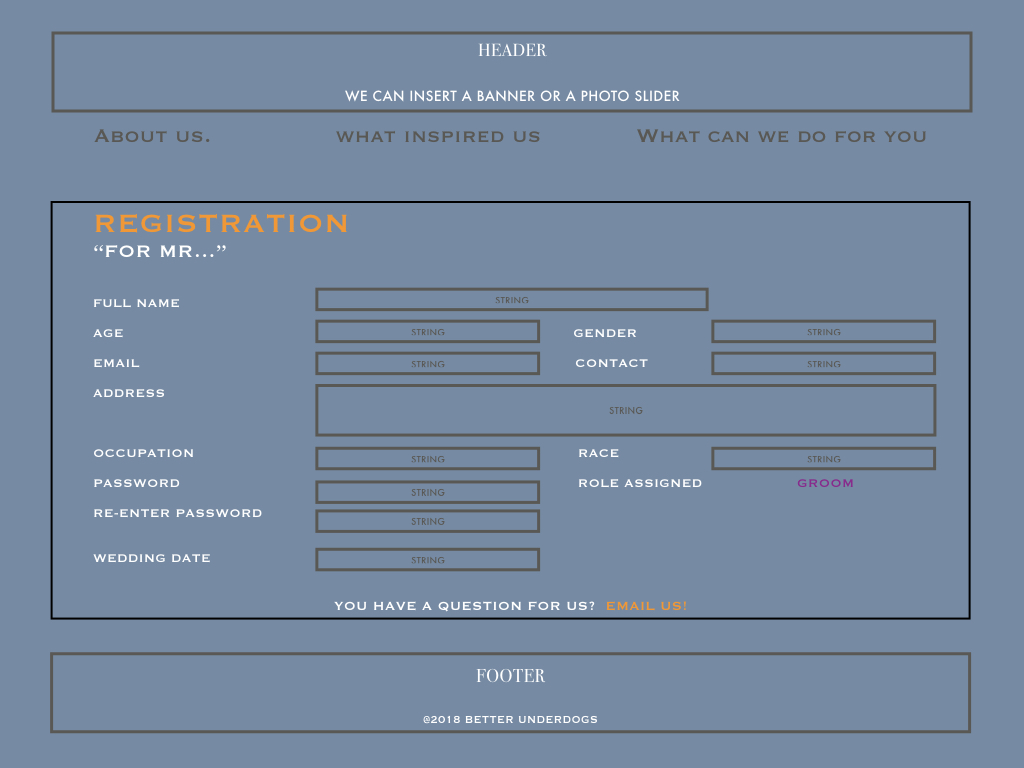 HEADER
WE CAN INSERT A BANNER OR A PHOTO SLIDER
ABOUT US. WHAT INSPIRED US WHAT CAN WE DO FOR YOU
REGISTRATION
“FOR MR...”
FULL NAME STRING
AGE STRING GENDER STRING
EMAIL STRING CONTACT STRING
ADDRESS STRING
OCCUPATION STRING RACE STRING
PASSWORD STRING ROLE ASSIGNED GROOM
RE-ENTER PASSWORD STRING
WEDDING DATE STRING
YOU HAVE A QUESTION FOR US? EMAIL US!
FOOTER
©2018 BETTER UNDERDOGS